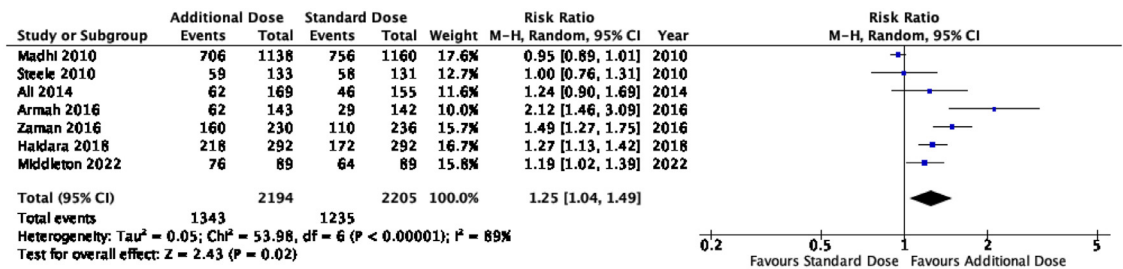 Additional Dose Standard Dose Risk Ratio Risk Ratio
Study or Subgroup Events Total Events Total Weight M-H, Random, 95% CI Year M-H, Random, 95% CI
Madhi 2010 706 1138 756 1160 17.6% 0.95 [0.89, 1.01] 2010
Steele 2010 59 133 58 131 12.7% 1.00 [0.76, 1.31] 2010
Ali 2014 62 169 46 155 11.6% 1.24 [0.90, 1.69] 2014
Armah 2016 62 143 29 142 10.0% 2.12 [1.46, 3.09] 2016
Zaman 2016 160 230 110 236 15.7% 1.49 [1.27, 1.75] 2016
Haidara 2018 218 292 172 292 16.7% 1.27 [1.13, 1.42] 2018
Middleton 2022 76 89 64 89 15.8% 1.19 [1.02, 1.39] 2022
Total (95% CI) 2194 2205 100.0% 1.25 [1.04, 1.49]
Total events 1343 1235
Heterogeneity: Tau² = 0.05; Chi² = 53.98, df = 6 (P < 0.00001); I² = 89%
Test for overall effect: Z = 2.43 (P = 0.02)
0.2 0.5 1 2 5
Favours Standard Dose Favours Additional Dose